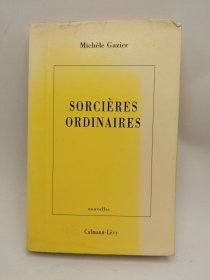 Michèle Gazier
SORCIÈRES
ORDINAIRES
nouvelles
Calmann-Lévy